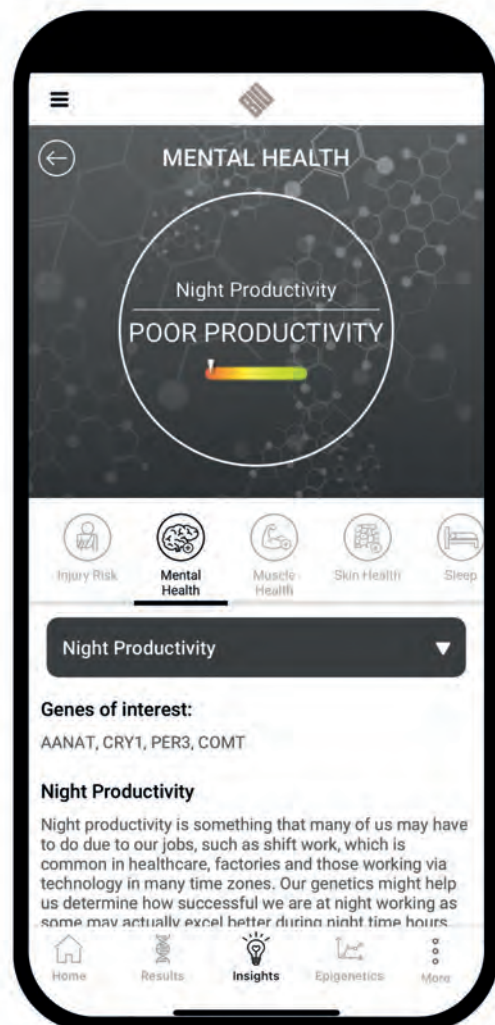 MENTAL HEALTH
Night Productivity
POOR PRODUCTIVITY
Injury Risk
Mental
Health
Muscle
Health
Skin Health
Sleep
Night Productivity
Genes of interest:
AANAT, CRY1, PER3, COMT
Night Productivity
Night productivity is something that many of us may have
to do due to our jobs, such as shift work, which is
common in healthcare, factories and those working via
technology in many time zones. Our genetics might help
us determine how successful we are at night working as
some may actually excel better during night time hours
Home
Results
Insights
Epigenetics
More